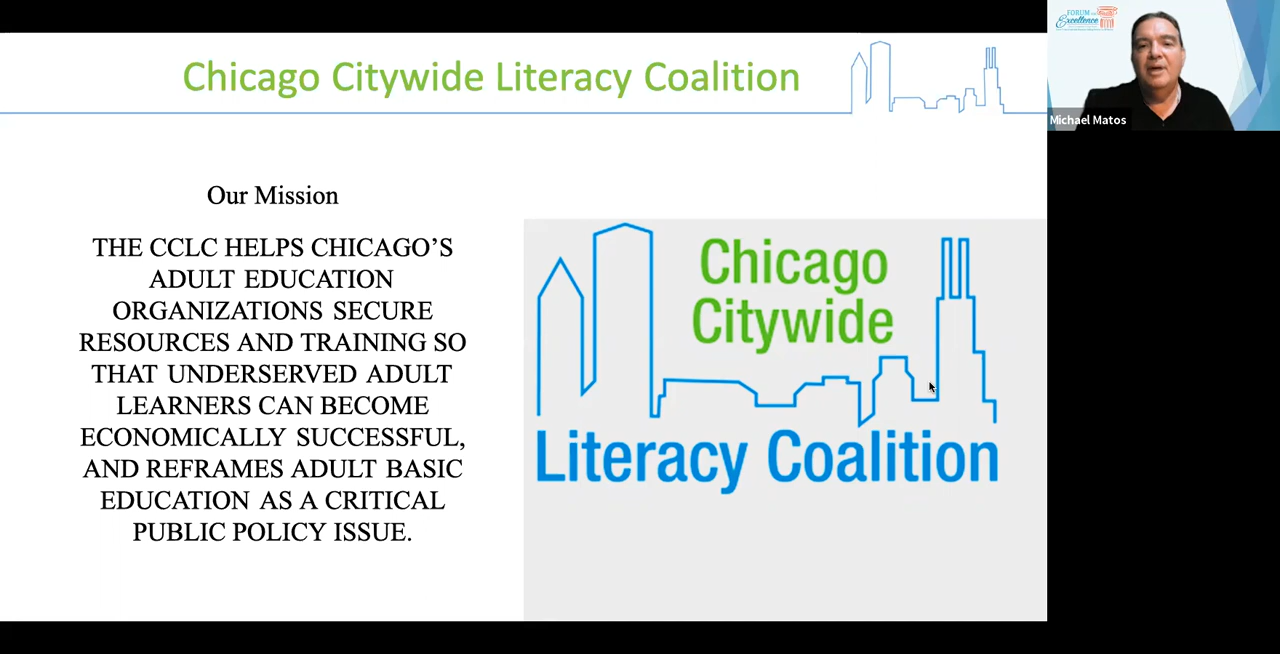 Chicago Citywide Literacy Coalition
FORUM
Excellence
Michael Matos
Our Mission
THE CCLC HELPS CHICAGO’S
ADULT EDUCATION
ORGANIZATIONS SECURE
RESOURCES AND TRAINING SO
THAT UNDERSERVED ADULT
LEARNERS CAN BECOME
ECONOMICALLY SUCCESSFUL,
AND REFRAMES ADULT BASIC
EDUCATION AS A CRITICAL
PUBLIC POLICY ISSUE.
Chicago
Citywide
Literacy Coalition